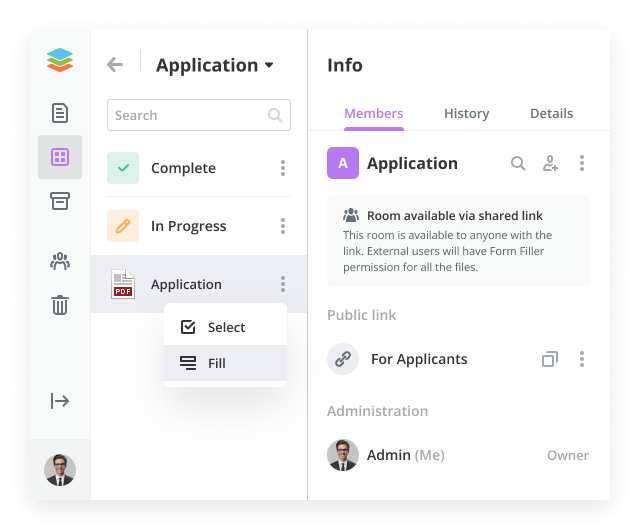 Application
Search
Complete
In Progress
Application
PDF
Select
Fill
Info
Members
History
Details
A
Application
Room available via shared link
This room is available to anyone with the
link. External users will have Form Filler
permission for all the files.
Public link
For Applicants
Administration
Admin (Me)
Owner